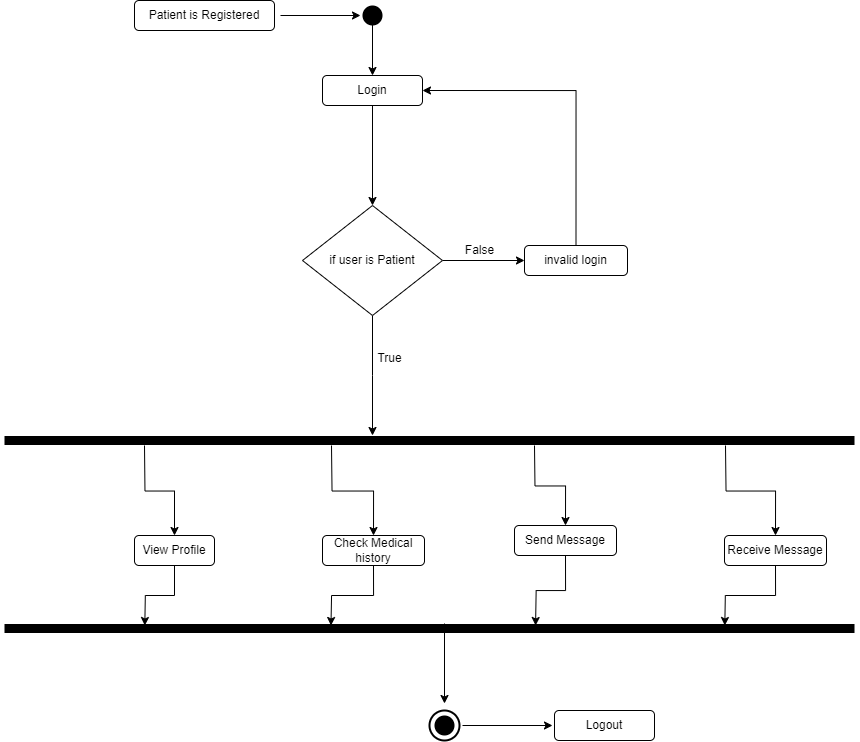 Patient is Registered
Login
if user is Patient
False
invalid login
True
View Profile
Check Medical
history
Send Message
Receive Message
Logout